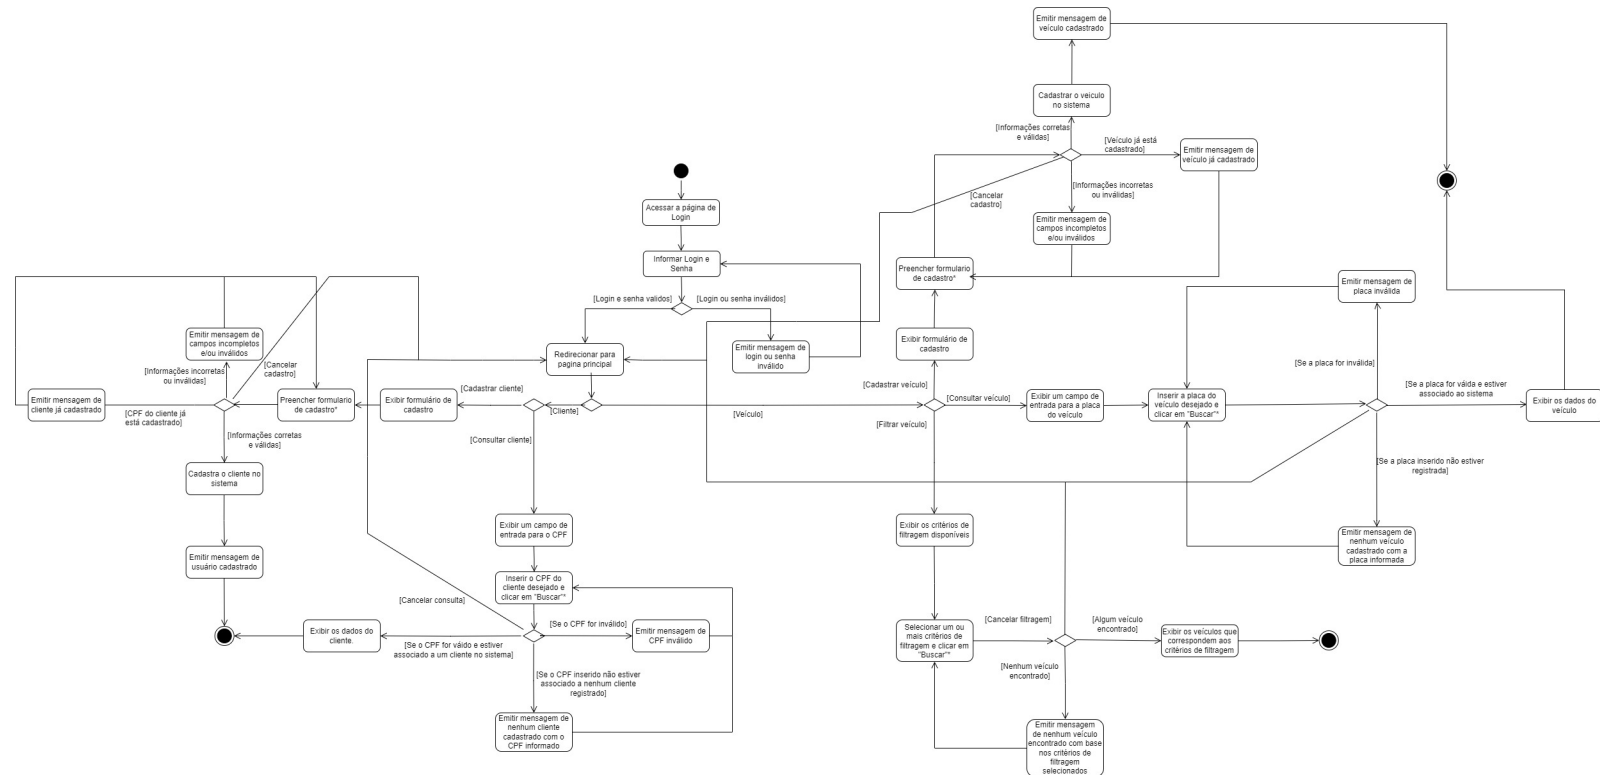 Emitir mensagem de
veículo cadastrado
Cadastrar o veiculo
no sistema
[Informações corretas
e válidas]
[Veículo já está
cadastrado]
Emitir mensagem de
veículo já cadastrado
[Cancelar
cadastro]
[Informações incorretas
ou inválidas]
Emitir mensagem de
campos incompletos
e/ou inválidos
Preencher formulario
de cadastro*
Exibir formulário de
cadastro
Acessar a página de
Login
Informar Login e
Senha
[Login e senha validos]
[Login ou senha inválidos]
Redirecionar para
pagina principal
Emitir mensagem de
login ou senha
inválido
Emitir mensagem de
campos incompletos
e/ou inválidos
[Informações incorretas
ou inválidas]
[Cancelar
cadastro]
Emitir mensagem de
cliente já cadastrado
[CPF do cliente já
está cadastrado]
Preencher formulario
de cadastro*
Exibir formulário de
cadastro
[Cadastrar cliente]
[Cliente]
[Consultar cliente]
[Veículo]
[Informações corretas
e válidas]
Cadastra o cliente no
sistema
Emitir mensagem de
usuário cadastrado
Exibir um campo de
entrada para o CPF
Inserir o CPF do
cliente desejado e
clicar em "Buscar"*
[Cancelar consulta]
[Se o CPF for inválido]
Emitir mensagem de
CPF inválido
Exibir os dados do
cliente.
[Se o CPF for váido e estiver
associado a um cliente no sistema]
[Se o CPF inserido não estiver
associado a nenhum cliente
registrado]
Emitir mensagem de
nenhum cliente
cadastrado com o
CPF informado
[Cadastrar veículo]
[Consultar veículo]
[Filtrar veículo]
Exibir um campo de
entrada para a placa
do veículo
Inserir a placa do
veículo desejado e
clicar em "Buscar"*
Emitir mensagem de
placa inválida
[Se a placa for inválida]
[Se a placa for váida e estiver
associado ao sistema]
Exibir os dados do
veículo
[Se a placa inserido não estiver
registrada]
Emitir mensagem de
nenhum veículo
cadastrado com a
placa informada
Exibir os critérios de
filtragem disponíveis
Selecionar um ou
mais critérios de
filtragem e clicar em
"Buscar"*
[Cancelar filtragem]
[Algum veículo
encontrado]
Exibir os veículos que
correspondem aos
critérios de filtragem
[Nenhum veículo
encontrado]
Emitir mensagem
de nenhum veículo
encontrado com base
nos critérios de
filtragem
selecionados